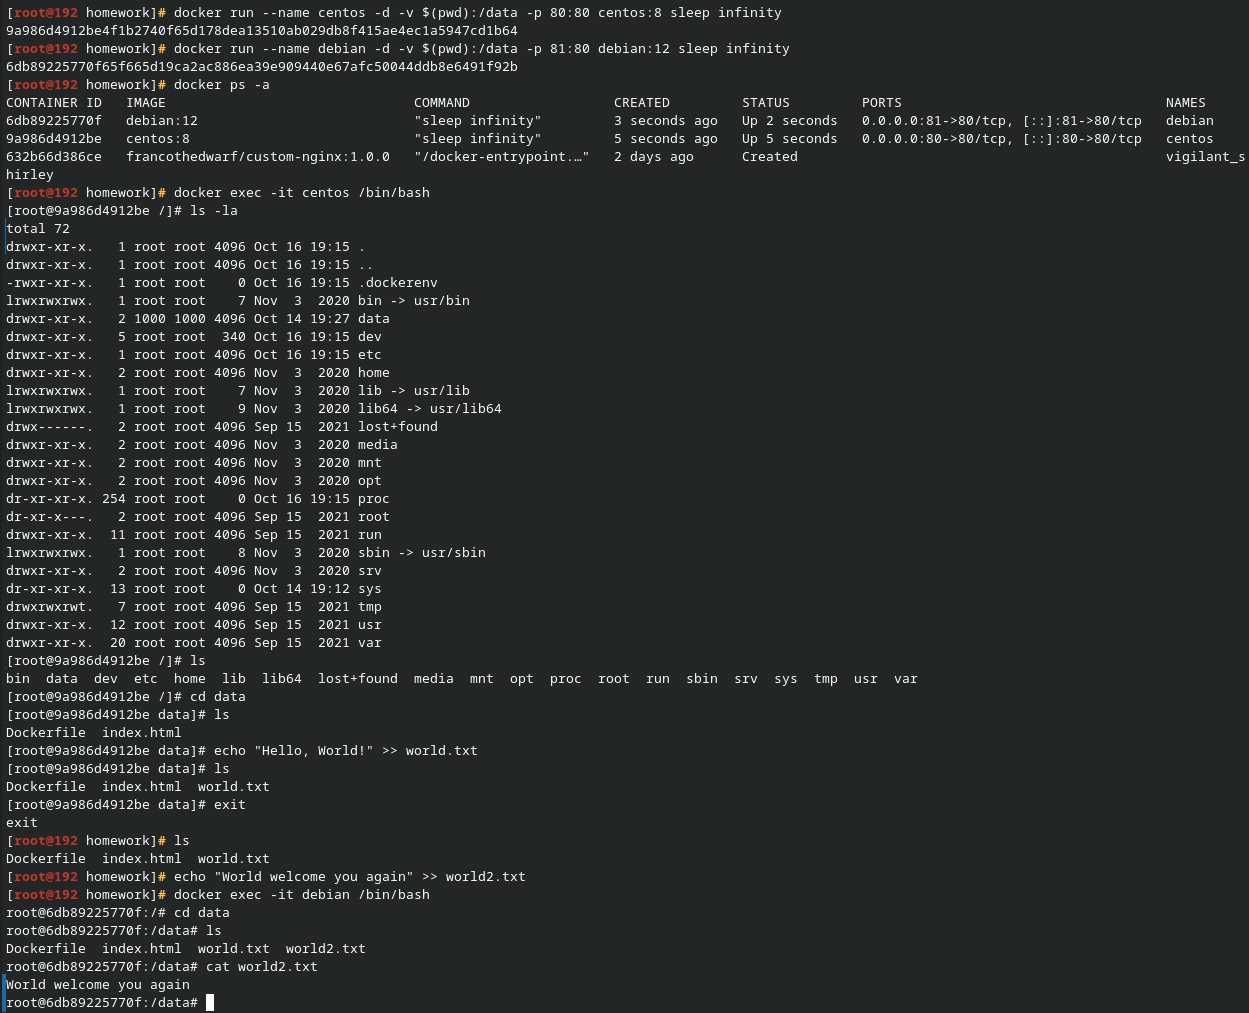 [root@192 homework]# docker run --name centos -d -v $(pwd):/data -p 80:80 centos:8 sleep infinity
9a986d4912be4f1b2740f65d178dea13510ab029db8f415ae4ec1a5947cd1b64
[root@192 homework]# docker run --name debian -d -v $(pwd):/data -p 81:80 debian:12 sleep infinity
6db89225770f65f665d19ca2ac886ea39e909440e67afc50044ddb8e6491f92b
[root@192 homework]# docker ps -a
CONTAINER ID   IMAGE                               COMMAND                  CREATED         STATUS         PORTS                                 NAMES
6db89225770f   debian:12                           "sleep infinity"         3 seconds ago   Up 2 seconds   0.0.0.0:81->80/tcp, [::]:81->80/tcp   debian
9a986d4912be   centos:8                            "sleep infinity"         5 seconds ago   Up 5 seconds   0.0.0.0:80->80/tcp, [::]:80->80/tcp   centos
632b66d386ce   francothedwarf/custom-nginx:1.0.0   "/docker-entrypoint.…"   2 days ago      Created                                              vigilant_s
hirley
[root@192 homework]# docker exec -it centos /bin/bash
[root@9a986d4912be /]# ls -la
total 72
drwxr-xr-x.   1 root root 4096 Oct 16 19:15 .
drwxr-xr-x.   1 root root 4096 Oct 16 19:15 ..
-rwxr-xr-x.   1 root root    0 Oct 16 19:15 .dockerenv
lrwxrwxrwx.   1 root root    7 Nov  3  2020 bin -> usr/bin
drwxr-xr-x.   2 1000 1000 4096 Oct 14 19:27 data
drwxr-xr-x.   5 root root  340 Oct 16 19:15 dev
drwxr-xr-x.   1 root root 4096 Oct 16 19:15 etc
drwxr-xr-x.   2 root root 4096 Nov  3  2020 home
lrwxrwxrwx.   1 root root    7 Nov  3  2020 lib -> usr/lib
lrwxrwxrwx.   1 root root    9 Nov  3  2020 lib64 -> usr/lib64
drwx------.   2 root root 4096 Sep 15  2021 lost+found
drwxr-xr-x.   2 root root 4096 Nov  3  2020 media
drwxr-xr-x.   2 root root 4096 Nov  3  2020 mnt
drwxr-xr-x.   2 root root 4096 Nov  3  2020 opt
dr-xr-xr-x. 254 root root    0 Oct 16 19:15 proc
dr-xr-x---.   2 root root 4096 Sep 15  2021 root
drwxr-xr-x.  11 root root 4096 Sep 15  2021 run
lrwxrwxrwx.   1 root root    8 Nov  3  2020 sbin -> usr/sbin
drwxr-xr-x.   2 root root 4096 Nov  3  2020 srv
dr-xr-xr-x.  13 root root    0 Oct 14 19:12 sys
drwxrwxrwt.   7 root root 4096 Sep 15  2021 tmp
drwxr-xr-x.  12 root root 4096 Sep 15  2021 usr
drwxr-xr-x.  20 root root 4096 Sep 15  2021 var
[root@9a986d4912be /]# ls
bin  data  dev  etc  home  lib  lib64  lost+found  media  mnt  opt  proc  root  run  sbin  srv  sys  tmp  usr  var
[root@9a986d4912be /]# cd data
[root@9a986d4912be data]# ls
Dockerfile  index.html
[root@9a986d4912be data]# echo "Hello, World!" >> world.txt
[root@9a986d4912be data]# ls
Dockerfile  index.html  world.txt
[root@9a986d4912be data]# exit
exit
[root@192 homework]# ls
Dockerfile  index.html  world.txt
[root@192 homework]# echo "World welcome you again" >> world2.txt
[root@192 homework]# docker exec -it debian /bin/bash
root@6db89225770f:/# cd data
root@6db89225770f:/data# ls
Dockerfile  index.html  world.txt  world2.txt
root@6db89225770f:/data# cat world2.txt
World welcome you again
root@6db89225770f:/data#